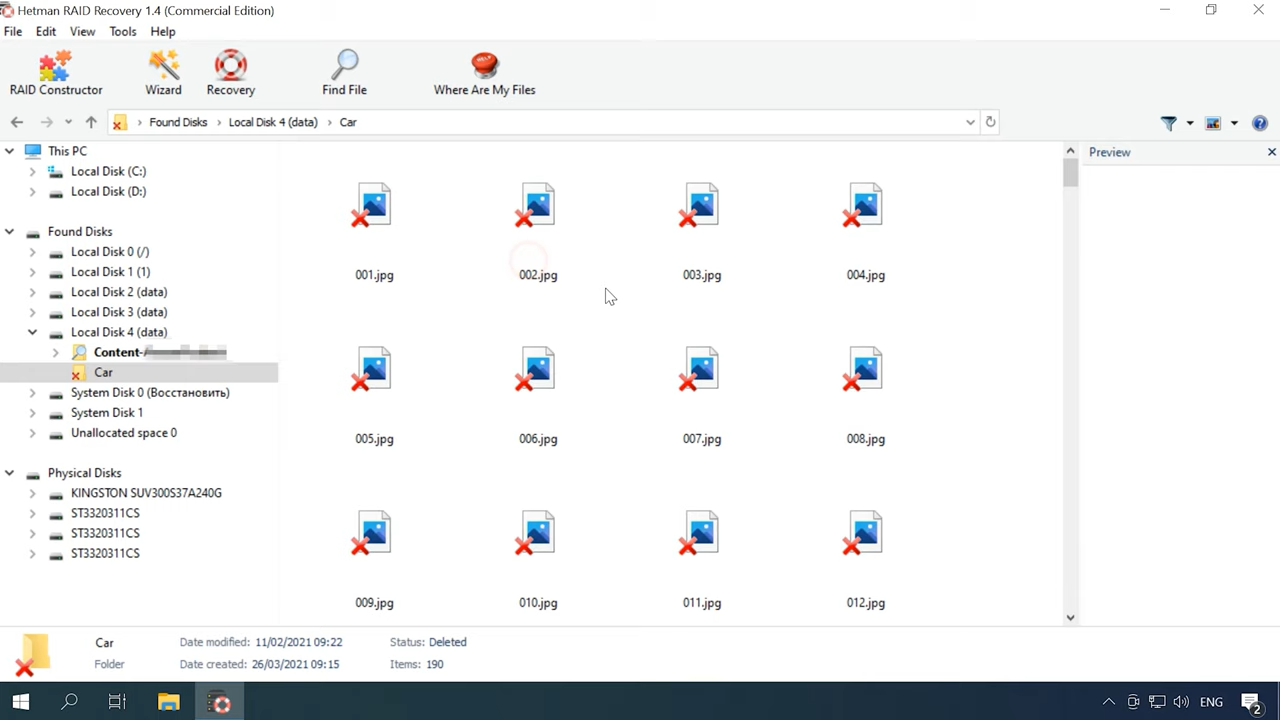 Hetman RAID Recovery 1.4 (Commercial Edition)
File Edit View Tools Help
RAID Constructor Wizard Recovery Find File Where Are My Files
Found Disks Local Disk 4 (data) Car
This PC
Local Disk (C:)
Local Disk (D:)
Found Disks
Local Disk 0 (/)
Local Disk 1 (1)
Local Disk 2 (data)
Local Disk 3 (data)
Local Disk 4 (data)
Content-
Car
System Disk 0 (Восстановить)
System Disk 1
Unallocated space 0
Physical Disks
KINGSTON SUV300S37A240G
ST3320311CS
ST3320311CS
ST3320311CS
001.jpg 002.jpg 003.jpg 004.jpg
005.jpg 006.jpg 007.jpg 008.jpg
009.jpg 010.jpg 011.jpg 012.jpg
Preview
Car Date modified: 11/02/2021 09:22 Status: Deleted
Folder Date created: 26/03/2021 09:15 Items: 190
ENG 2